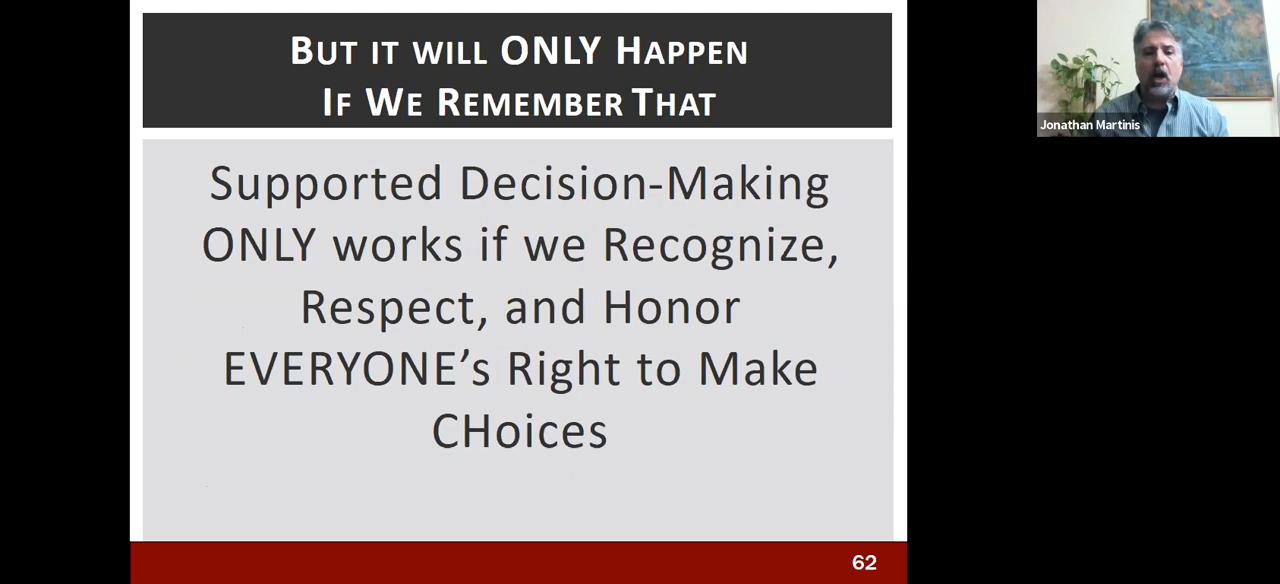 BUT IT WILL ONLY HAPPEN
IF WE REMEMBER THAT
Supported Decision-Making
ONLY works if we Recognize,
Respect, and Honor
EVERYONE’s Right to Make
CHoices
62
Jonathan Martinis